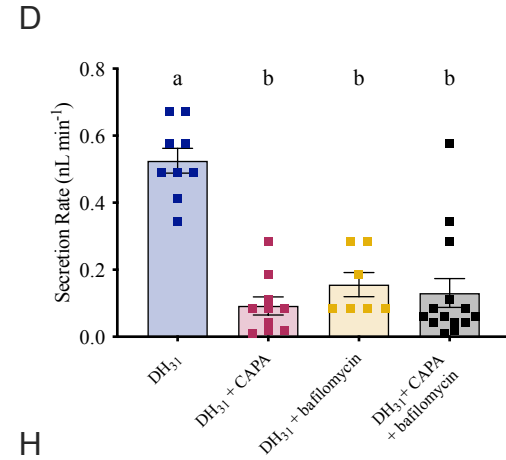 D
a b b b
Secretion Rate (nL min⁻¹)
0.8
0.6
0.4
0.2
0.0
DH₃₁
DH₃₁ + CAPA
DH₃₁ + bafilomycin
DH₃₁ + CAPA
+ bafilomycin
H